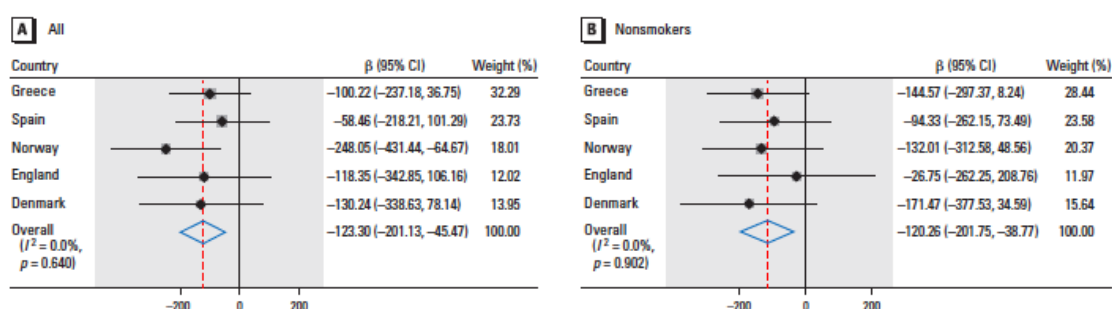 A All
Country β (95% CI) Weight (%)
Greece –100.22 (–237.18, 36.75) 32.29
Spain –58.46 (–218.21, 101.29) 23.73
Norway –248.05 (–431.44, –64.67) 18.01
England –118.35 (–342.85, 106.16) 12.02
Denmark –130.24 (–338.63, 78.14) 13.95
Overall –123.30 (–201.13, –45.47) 100.00
(I² = 0.0%,
p = 0.640)
–200 0 200
B Nonsmokers
Country β (95% CI) Weight (%)
Greece –144.57 (–297.37, 8.24) 28.44
Spain –94.33 (–262.15, 73.49) 23.58
Norway –132.01 (–312.58, 48.56) 20.37
England –26.75 (–262.25, 208.76) 11.97
Denmark –171.47 (–377.53, 34.59) 15.64
Overall –120.26 (–201.75, –38.77) 100.00
(I² = 0.0%,
p = 0.902)
–200 0 200